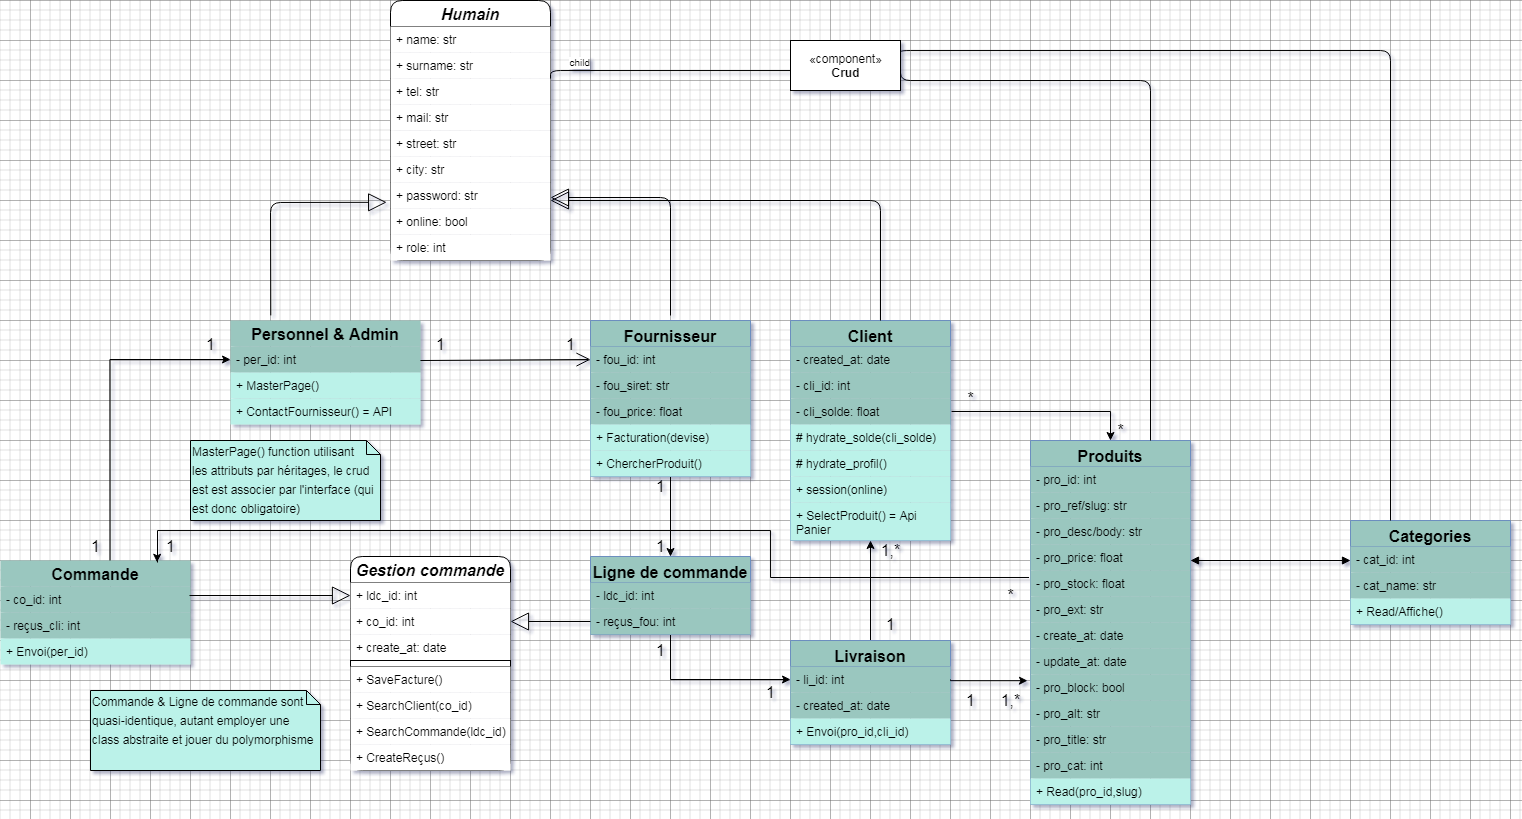 Humain
+ name: str
+ surname: str
+ tel: str
+ mail: str
+ street: str
+ city: str
+ password: str
+ online: bool
+ role: int
child
«component»
Crud
Personnel & Admin
- per_id: int
+ MasterPage()
+ ContactFournisseur() = API
1
1
1
Fournisseur
- fou_id: int
- fou_siret: str
- fou_price: float
+ Facturation(devise)
+ ChercherProduit()
Client
- created_at: date
- cli_id: int
- cli_solde: float
# hydrate_solde(cli_solde)
# hydrate_profil()
+ session(online)
+ SelectProduit() = Api
Panier
*
*
Produits
- pro_id: int
- pro_ref/slug: str
- pro_desc/body: str
- pro_price: float
- pro_stock: float
- pro_ext: str
- create_at: date
- update_at: date
- pro_block: bool
- pro_alt: str
- pro_title: str
- pro_cat: int
+ Read(pro_id,slug)
Categories
- cat_id: int
- cat_name: str
+ Read/Affiche()
MasterPage() function utilisant
les attributs par héritages, le crud
est est associer par l'interface (qui
est donc obligatoire)
1
1
Commande
- co_id: int
- reçus_cli: int
+ Envoi(per_id)
Gestion commande
+ ldc_id: int
+ co_id: int
+ create_at: date
+ SaveFacture()
+ SearchClient(co_id)
+ SearchCommande(ldc_id)
+ CreateReçus()
1
1
Ligne de commande
- ldc_id: int
- reçus_fou: int
1
1
1,*
1
*
Livraison
- li_id: int
- created_at: date
+ Envoi(pro_id,cli_id)
1
1,*
Commande & Ligne de commande sont
quasi-identique, autant employer une
class abstraite et jouer du polymorphisme